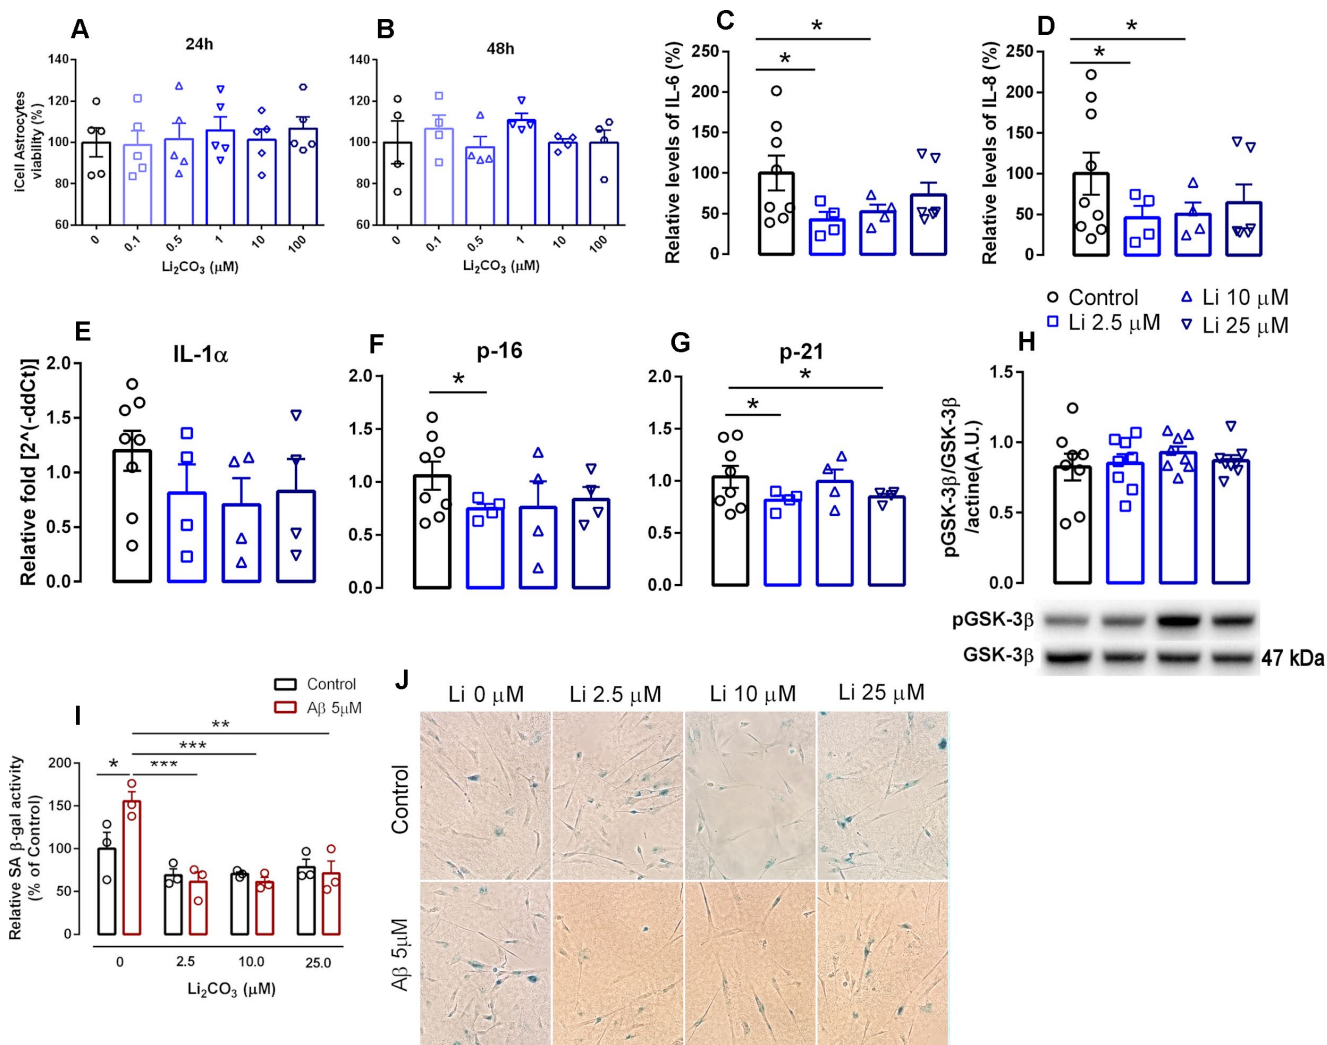 A
24h
iCell Astrocytes
viability (%)
140
120
100
80
60
0
0.1
0.5
1
10
100
Li₂CO₃ (μM)
B
48h
140
120
100
80
60
0
0.1
0.5
1
10
100
Li₂CO₃ (μM)
C
Relative levels of IL-6 (%)
250
200
150
100
50
0
*
*
D
Relative levels of IL-8 (%)
250
200
150
100
50
0
*
*
Control
Li 2.5 μM
Li 10 μM
Li 25 μM
E
IL-1α
Relative fold [2^(-ddCt)]
2.0
1.5
1.0
0.5
0.0
F
p-16
2.0
1.5
1.0
0.5
0.0
*
G
p-21
2.0
1.5
1.0
0.5
0.0
*
*
H
pGSK-3β/GSK-3β
/actine(A.U.)
1.5
1.0
0.5
0.0
pGSK-3β
GSK-3β
47 kDa
I
Control
Aβ 5μM
Relative SA β-gal activity
(% of Control)
200
150
100
50
0
**
***
*
***
0
2.5
10.0
25.0
Li₂CO₃ (μM)
J
Li 0 μM
Li 2.5 μM
Li 10 μM
Li 25 μM
Control
Aβ 5μM